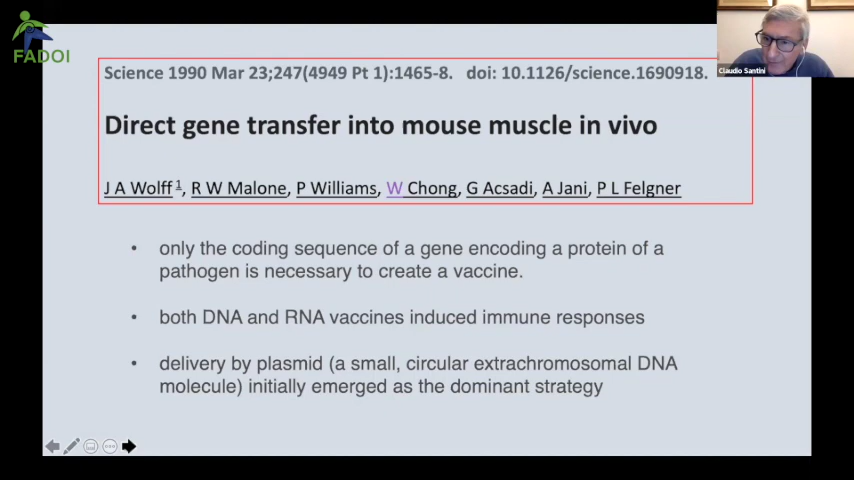 FADOI
Claudio Santini
Science 1990 Mar 23;247(4949 Pt 1):1465-8. doi: 10.1126/science.1690918.
Direct gene transfer into mouse muscle in vivo
J A Wolff 1, R W Malone, P Williams, W Chong, G Acsadi, A Jani, P L Felgner
• only the coding sequence of a gene encoding a protein of a
pathogen is necessary to create a vaccine.
• both DNA and RNA vaccines induced immune responses
• delivery by plasmid (a small, circular extrachromosomal DNA
molecule) initially emerged as the dominant strategy